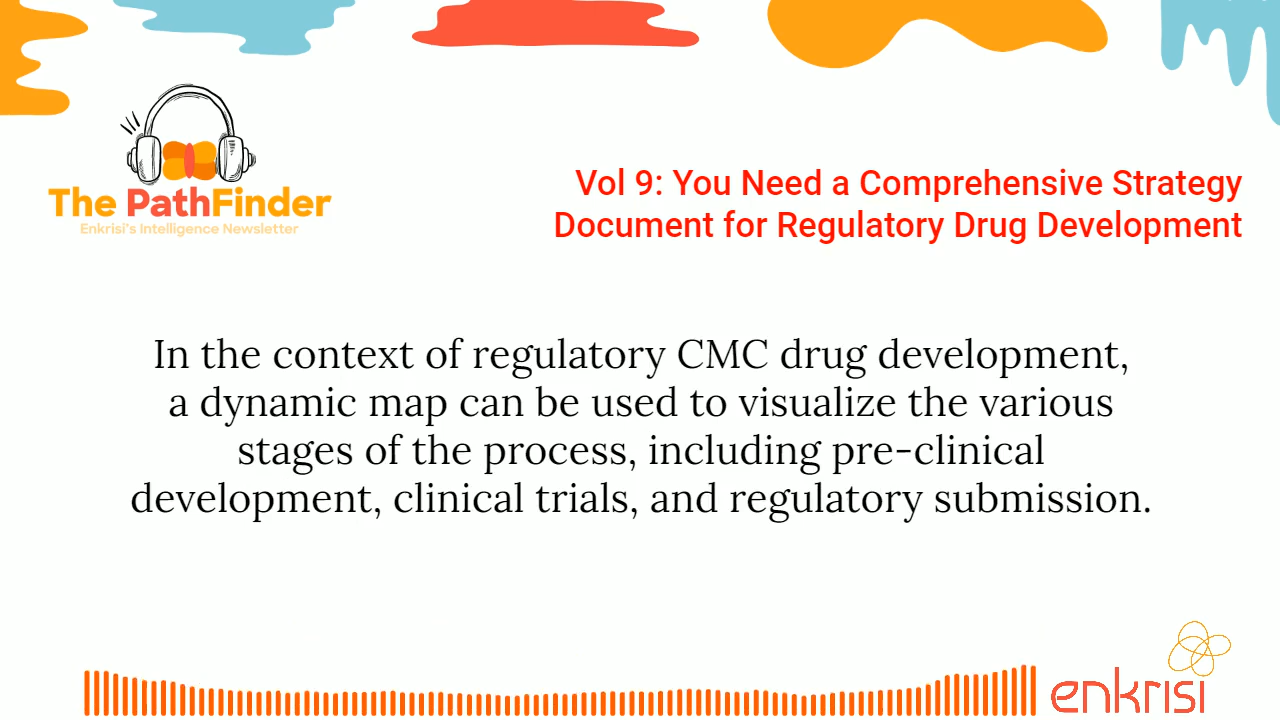 The PathFinder
Enkrisi's Intelligence Newsletter
Vol 9: You Need a Comprehensive Strategy
Document for Regulatory Drug Development
In the context of regulatory CMC drug development,
a dynamic map can be used to visualize the various
stages of the process, including pre-clinical
development, clinical trials, and regulatory submission.
enkrisi